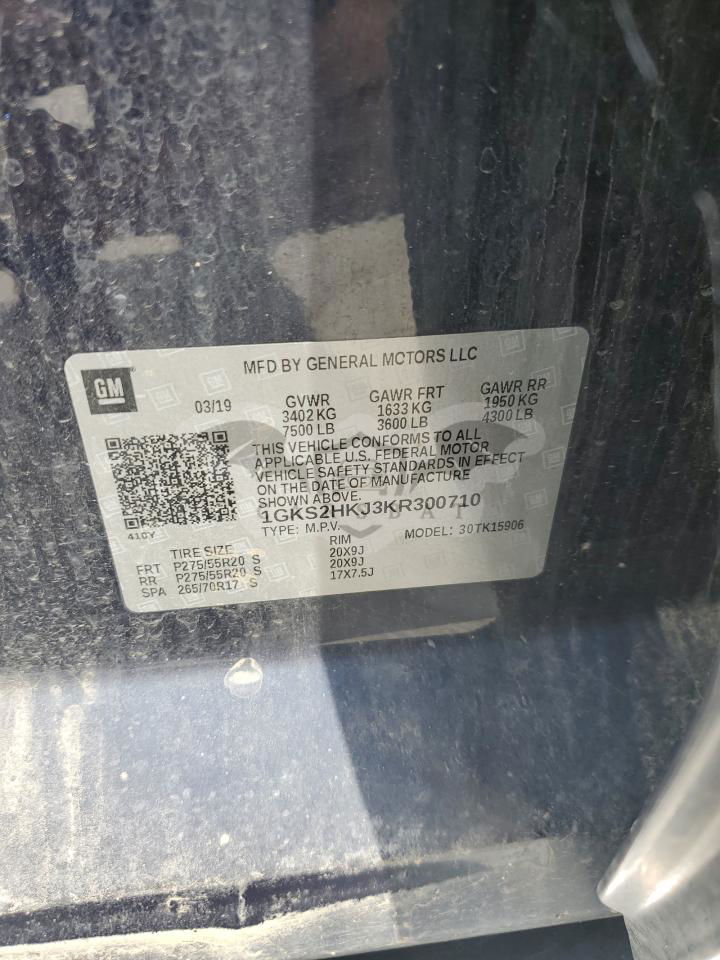 MFD BY GENERAL MOTORS LLC
GM
03/19 GVWR GAWR FRT GAWR RR
3402 KG 1633 KG 1950 KG
7500 LB 3600 LB 4300 LB
THIS VEHICLE CONFORMS TO ALL
APPLICABLE U.S. FEDERAL MOTOR
VEHICLE SAFETY STANDARDS IN EFFECT
ON THE DATE OF MANUFACTURE
SHOWN ABOVE.
1GKS2HKJ3KR300710
TYPE: M.P.V. MODEL: 30TK15906
41CY
TIRE SIZE RIM
FRT P275/55R20 S 20X9J
RR P275/55R20 S 20X9J
SPA 265/70R17 S 17X7.5J